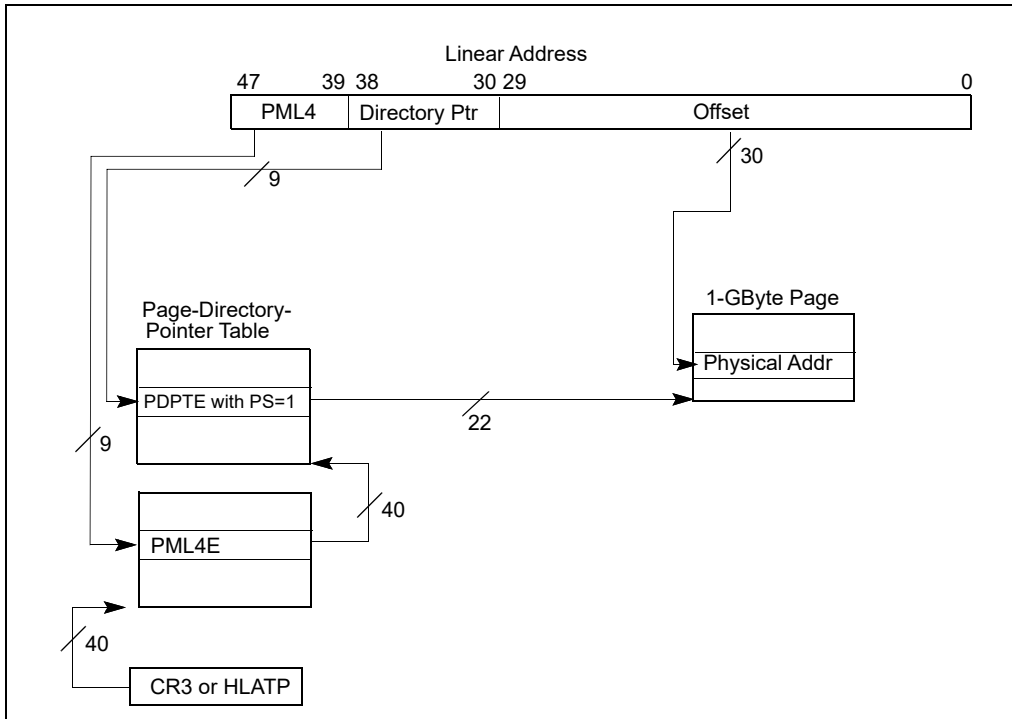 Linear Address
47 39 38 30 29 0
PML4 Directory Ptr Offset
9
30
1-GByte Page
Page-Directory-
Pointer Table
Physical Addr
PDPTE with PS=1
22
9
40
PML4E
40
CR3 or HLATP